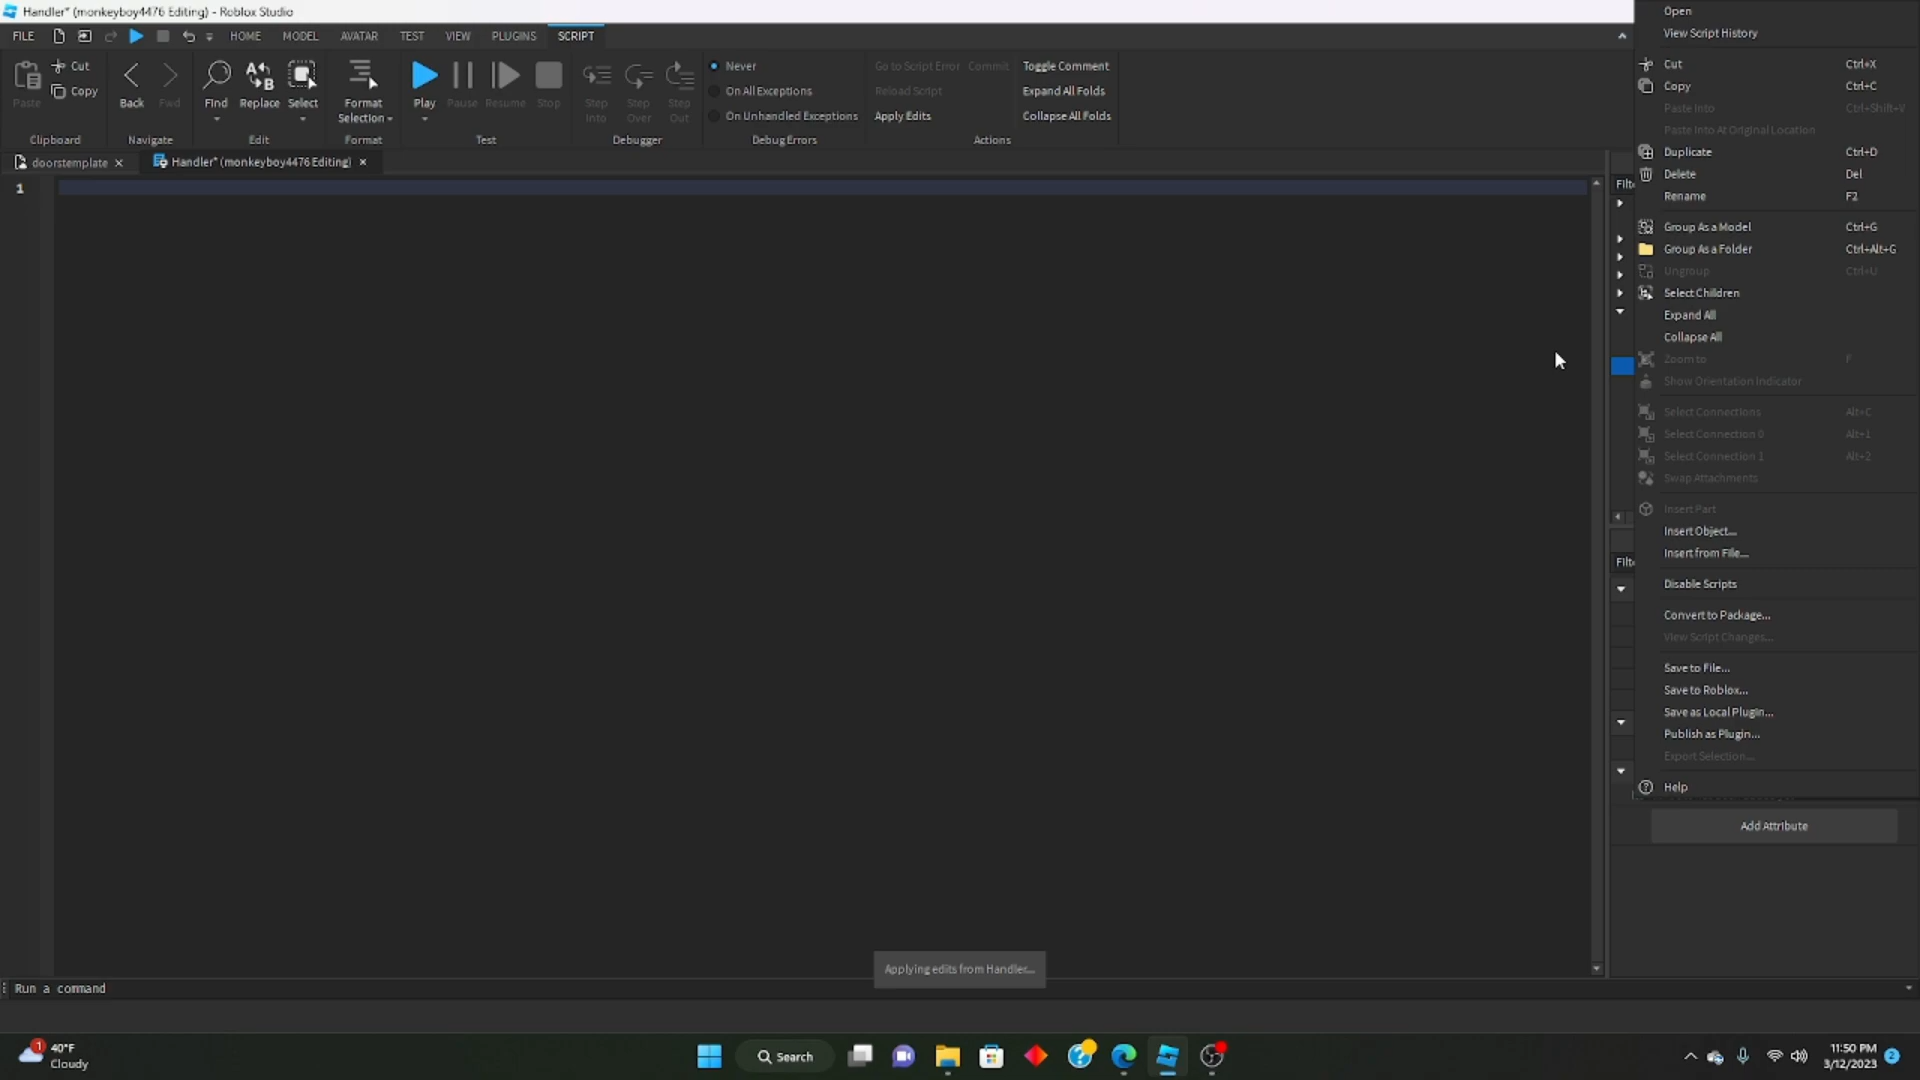 Handler* (monkeyboy4476 Editing) - Roblox Studio
FILE HOME MODEL AVATAR TEST VIEW PLUGINS SCRIPT
Paste
Cut
Copy
Clipboard
Back Fwd
Navigate
Find Replace Select
Edit
Format
Selection
Format
Play Pause Resume Stop
Test
Step
Into
Step
Over
Step
Out
Debugger
Never
On All Exceptions
On Unhandled Exceptions
Debug Errors
Go to Script Error Commit
Reload Script
Apply Edits
Actions
Toggle Comment
Expand All Folds
Collapse All Folds
doorstemplate
Handler* (monkeyboy4476 Editing)
1
Open
View Script History
Cut Ctrl+X
Copy Ctrl+C
Paste Into Ctrl+Shift+V
Paste Into At Original Location
Duplicate Ctrl+D
Delete Del
Rename F2
Group As a Model Ctrl+G
Group As a Folder Ctrl+Alt+G
Ungroup Ctrl+U
Select Children
Expand All
Collapse All
Zoom to F
Show Orientation Indicator
Select Connections Alt+C
Select Connection 0 Alt+1
Select Connection 1 Alt+2
Swap Attachments
Insert Part
Insert Object...
Insert from File...
Disable Scripts
Convert to Package...
View Script Changes...
Save to File...
Save to Roblox...
Save as Local Plugin...
Publish as Plugin...
Export Selection...
Help
Add Attribute
Applying edits from Handler...
Run a command
1
40°F
Cloudy
Search
11:50 PM
3/12/2023
2